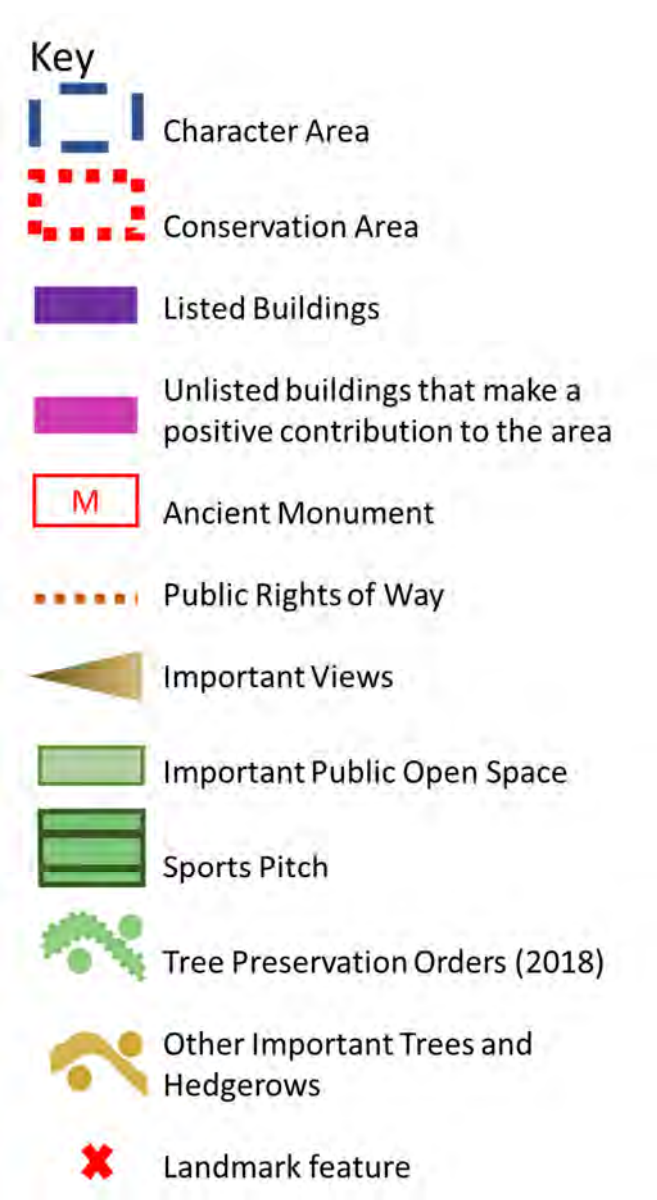 Key
Character Area
Conservation Area
Listed Buildings
Unlisted buildings that make a
positive contribution to the area
M
Ancient Monument
Public Rights of Way
Important Views
Important Public Open Space
Sports Pitch
Tree Preservation Orders (2018)
Other Important Trees and
Hedgerows
Landmark feature